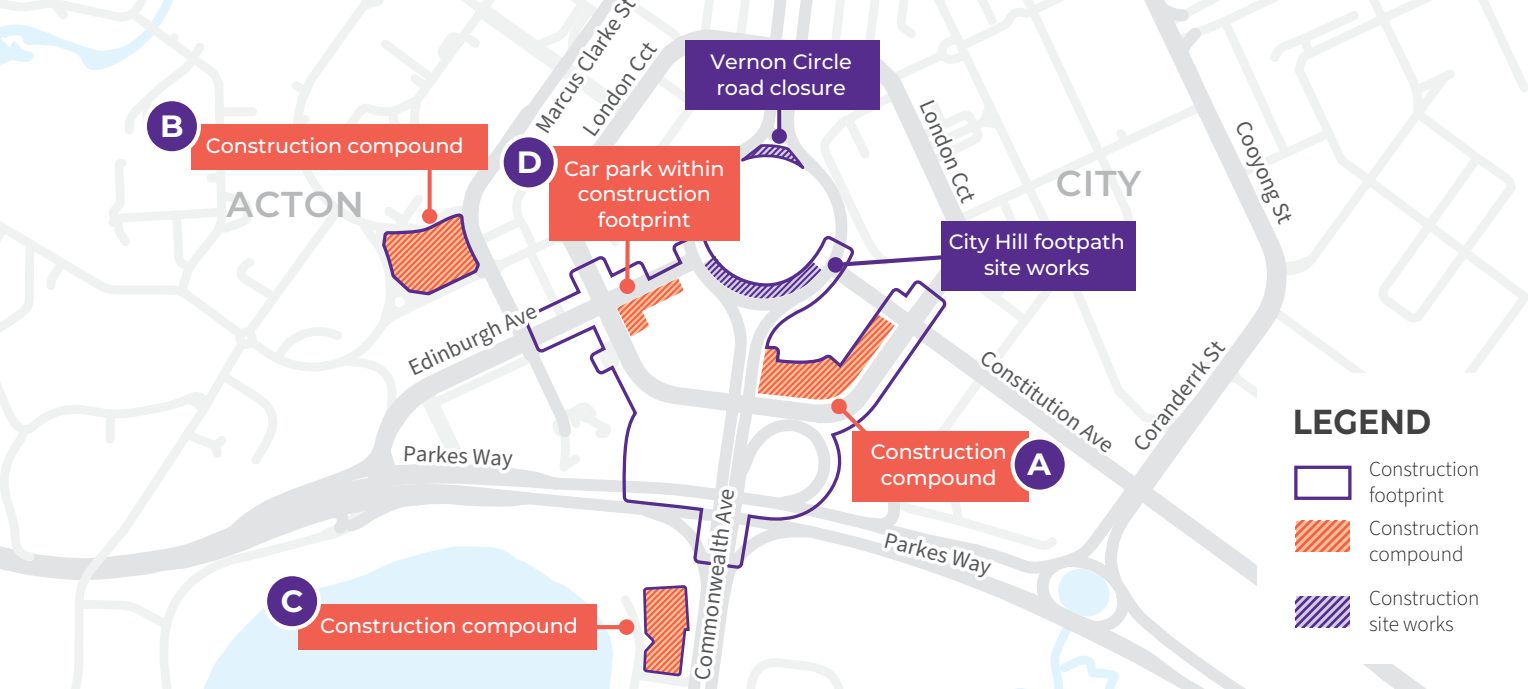 Marcus Clarke St
London Cct
Vernon Circle
road closure
B
Construction compound
D
Car park within
construction
footprint
London Cct
CITY
Cooyong St
ACTON
City Hill footpath
site works
Edinburgh Ave
Constitution Ave
Coranderrk St
Parkes Way
Construction
compound
A
Commonwealth Ave
Parkes Way
C
Construction compound
LEGEND
Construction
footprint
Construction
compound
Construction
site works